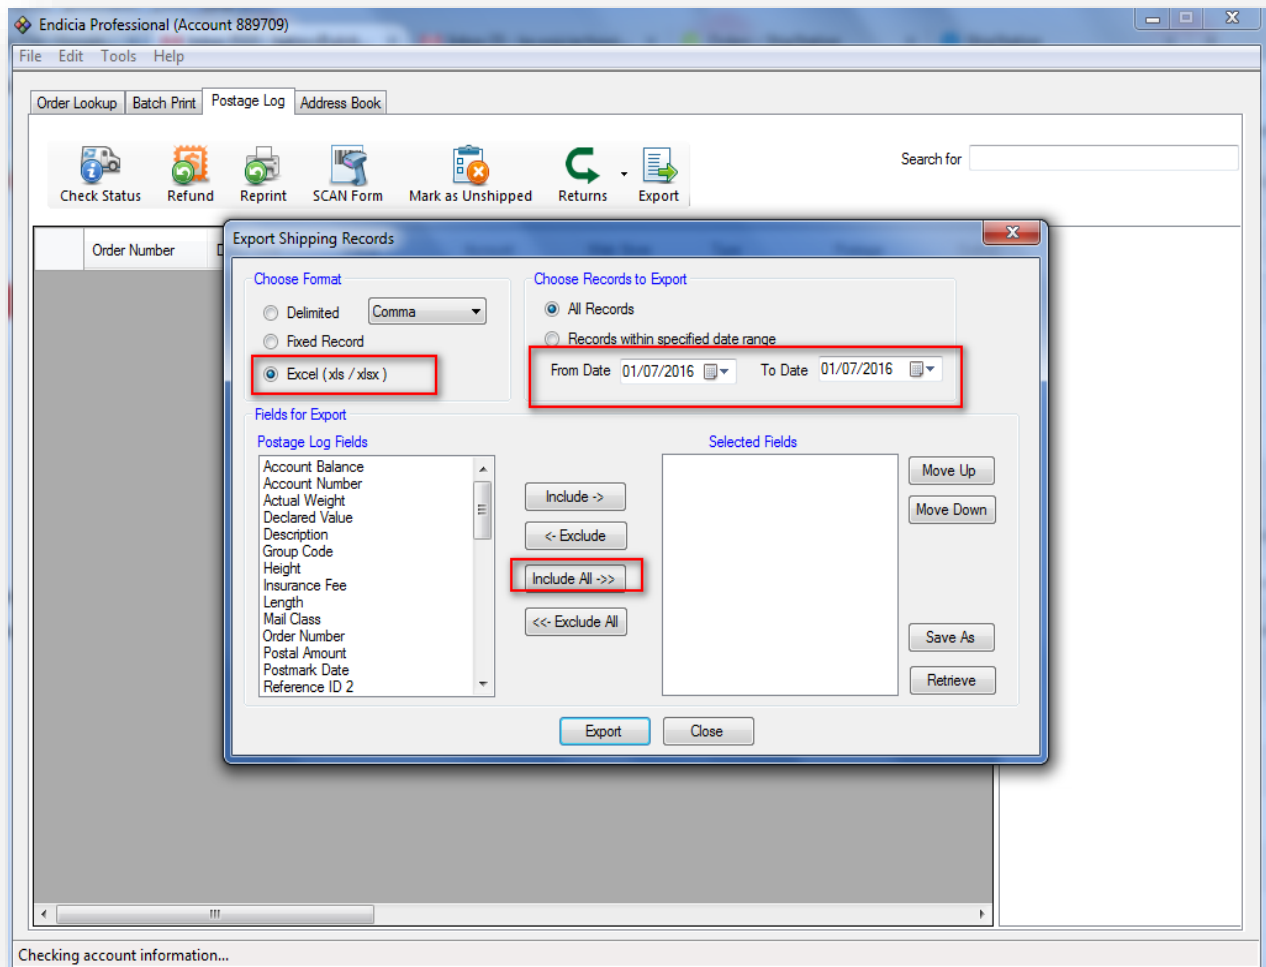 Endicia Professional (Account 889709)
File Edit Tools Help
Order Lookup Batch Print Postage Log Address Book
Search for
Check Status Refund Reprint SCAN Form Mark as Unshipped Returns Export
Order Number
Export Shipping Records
Choose Format
Choose Records to Export
Delimited Comma
All Records
Fixed Record
Records within specified date range
Excel ( xls / xlsx )
From Date 01/07/2016 To Date 01/07/2016
Fields for Export
Postage Log Fields
Selected Fields
Account Balance
Account Number
Actual Weight
Declared Value
Description
Group Code
Height
Insurance Fee
Length
Mail Class
Order Number
Postal Amount
Postmark Date
Reference ID 2
Include ->
<- Exclude
Include All ->>
<<- Exclude All
Move Up
Move Down
Save As
Retrieve
Export Close
Checking account information...